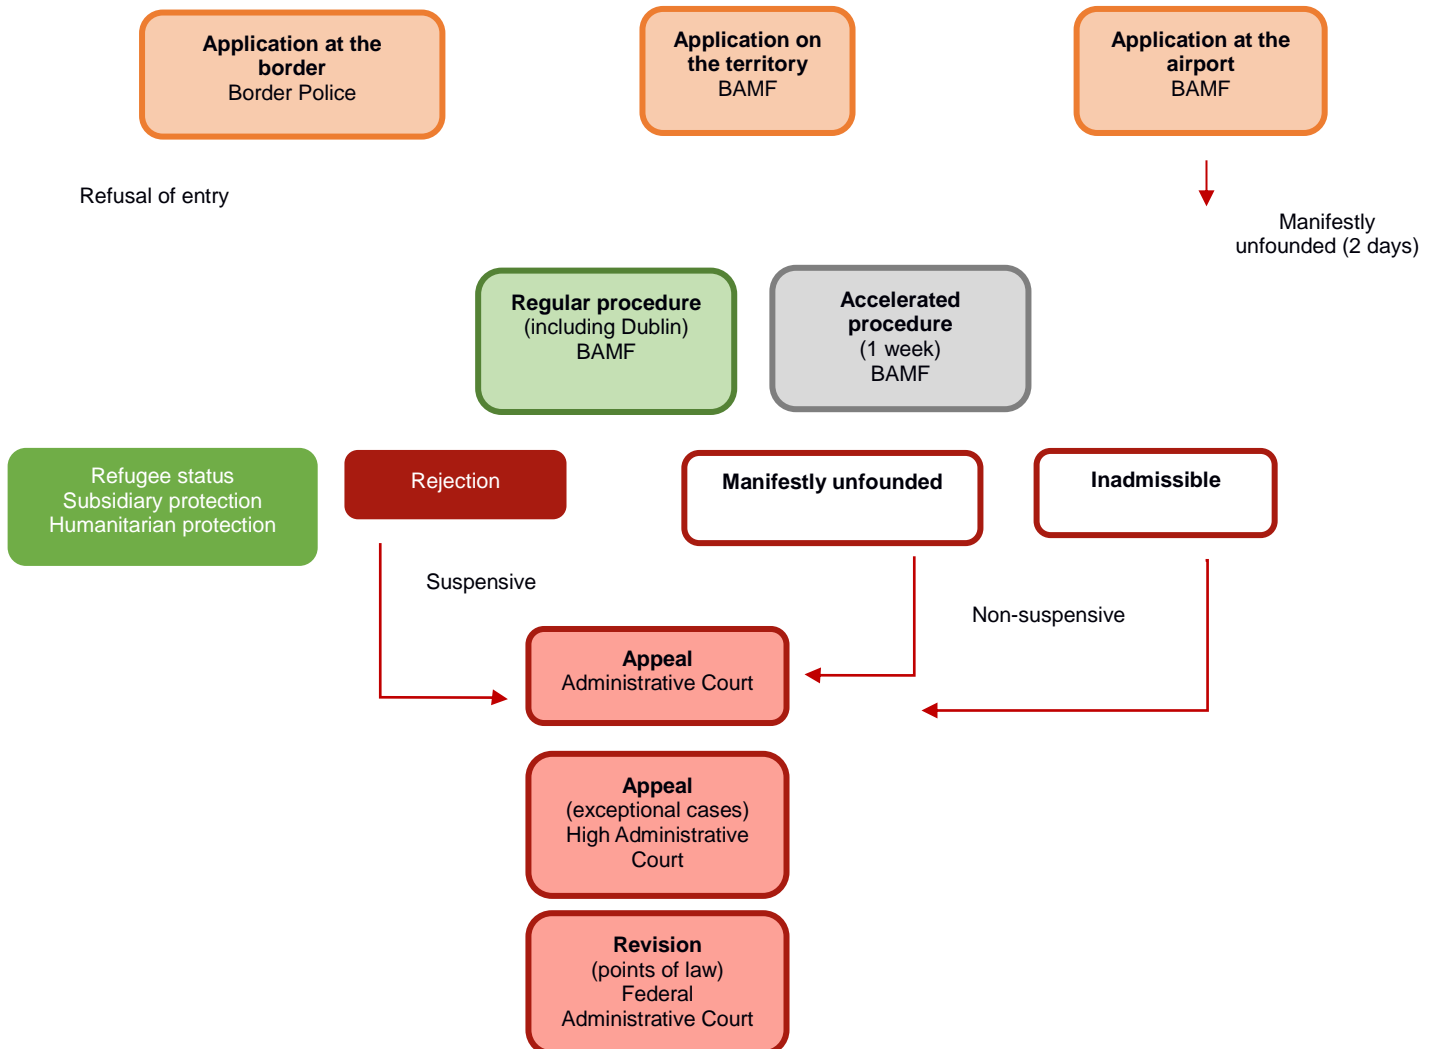 Application at the
border
Border Police
Application on
the territory
BAMF
Application at the
airport
BAMF
Refusal of entry
Manifestly
unfounded (2 days)
Regular procedure
(including Dublin)
BAMF
Accelerated
procedure
(1 week)
BAMF
Refugee status
Subsidiary protection
Humanitarian protection
Rejection
Manifestly unfounded
Inadmissible
Suspensive
Non-suspensive
Appeal
Administrative Court
Appeal
(exceptional cases)
High Administrative
Court
Revision
(points of law)
Federal
Administrative Court